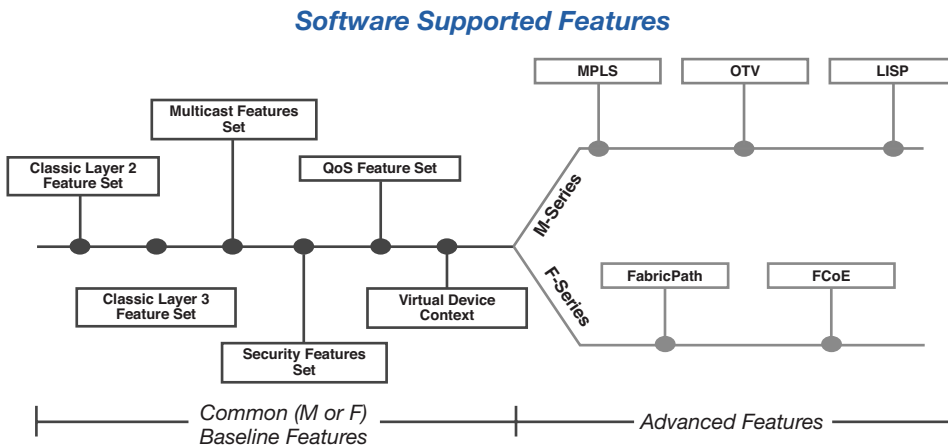 Software Supported Features
MPLS
OTV
LISP
Multicast Features
Set
Classic Layer 2
Feature Set
QoS Feature Set
M-Series
F-Series
FabricPath
FCoE
Classic Layer 3
Feature Set
Virtual Device
Context
Security Features
Set
Common (M or F)
Baseline Features
Advanced Features